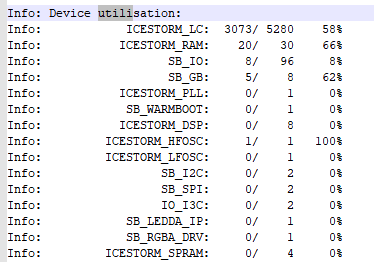 Info: Device utilisation:
Info: ICESTORM_LC: 3073/ 5280 58%
Info: ICESTORM_RAM: 20/ 30 66%
Info: SB_IO: 8/ 96 8%
Info: SB_GB: 5/ 8 62%
Info: ICESTORM_PLL: 0/ 1 0%
Info: SB_WARMBOOT: 0/ 1 0%
Info: ICESTORM_DSP: 0/ 8 0%
Info: ICESTORM_HFOSC: 1/ 1 100%
Info: ICESTORM_LFOSC: 0/ 1 0%
Info: SB_I2C: 0/ 2 0%
Info: SB_SPI: 0/ 2 0%
Info: IO_I3C: 0/ 2 0%
Info: SB_LEDDA_IP: 0/ 1 0%
Info: SB_RGBA_DRV: 0/ 1 0%
Info: ICESTORM_SPRAM: 0/ 4 0%